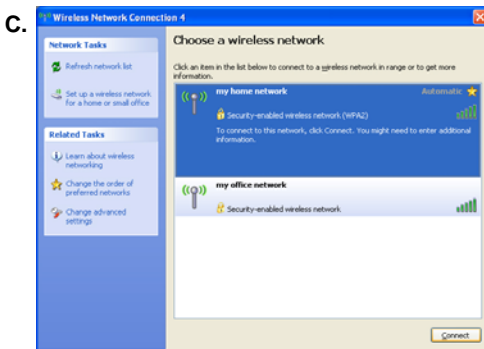 C.
Wireless Network Connection 4
Network Tasks
Refresh network list
Set up a wireless network
for a home or small office
Related Tasks
Learn about wireless
networking
Change the order of
preferred networks
Change advanced
settings
Choose a wireless network
Click an item in the list below to connect to a wireless network in range or to get more
information.
my home network Automatic
Security-enabled wireless network (WPA2)
To connect to this network, click Connect. You might need to enter additional
information.
my office network
Security-enabled wireless network
Connect